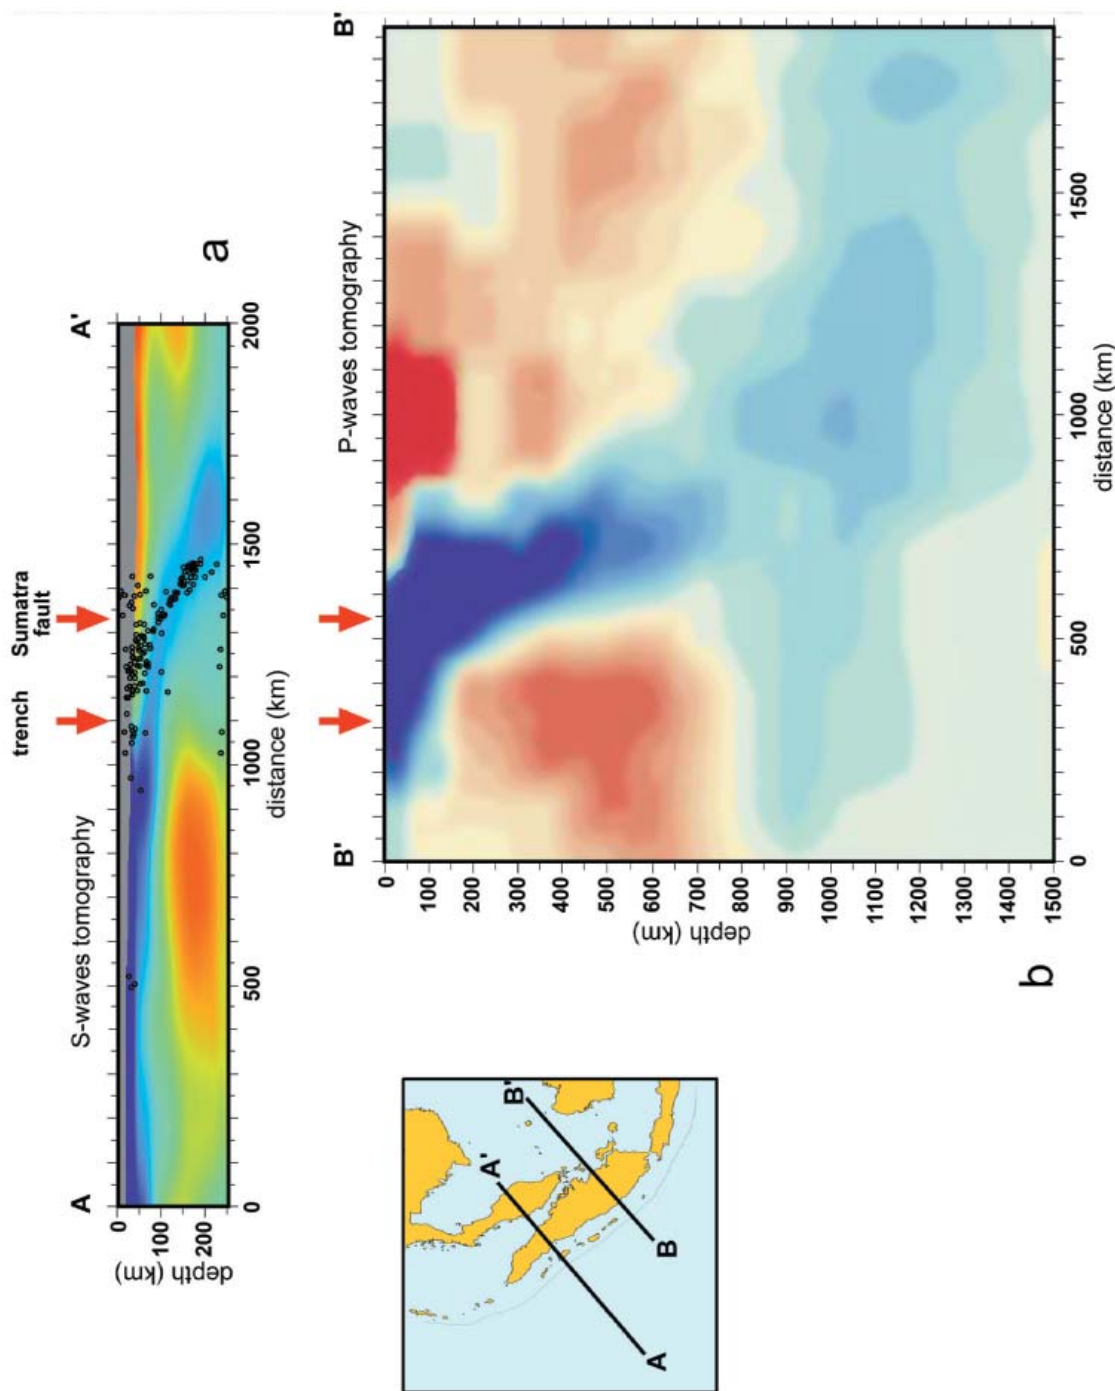 trench
Sumatra
fault
A
S-waves tomography
A'
0
100
200
depth (km)
0
500
1000
1500
2000
distance (km)
a
B'
P-waves tomography
B'
0
100
200
300
400
500
600
700
800
900
1000
1100
1200
1300
1400
1500
depth (km)
0
500
1000
1500
distance (km)
b
A'
B'
A
B